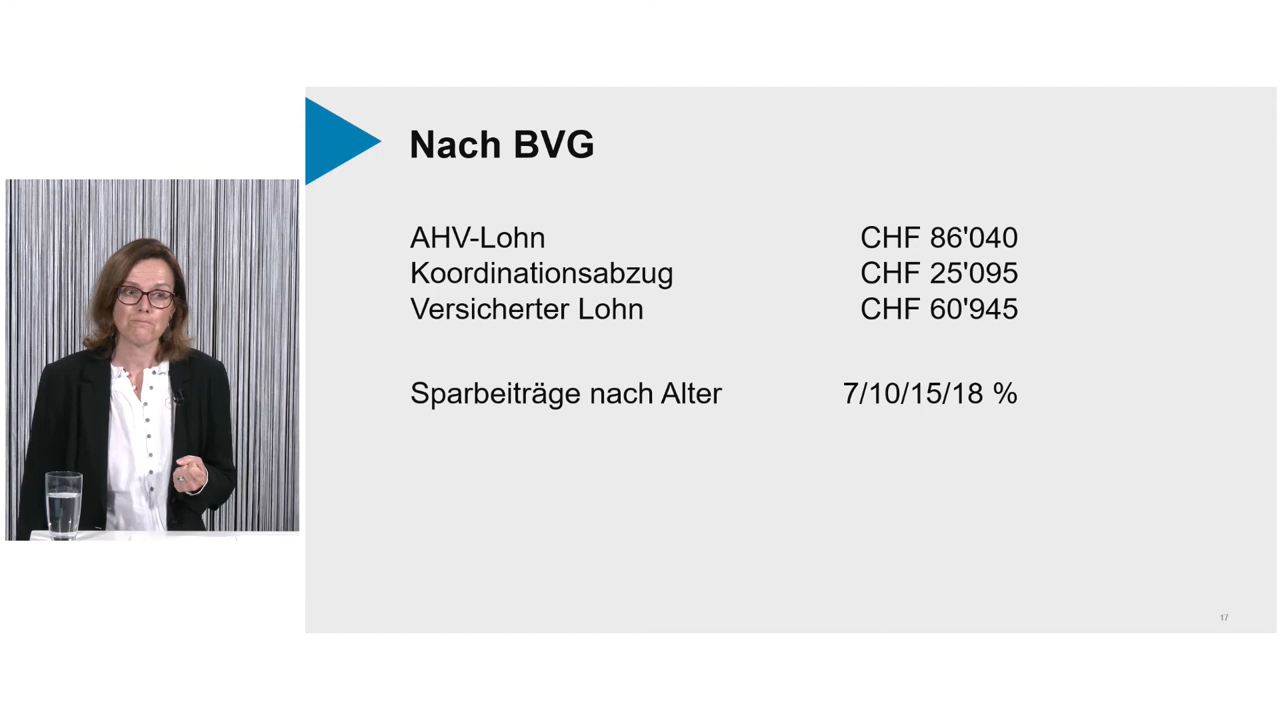 Nach BVG
AHV-Lohn CHF 86'040
Koordinationsabzug CHF 25'095
Versicherter Lohn CHF 60'945
Sparbeiträge nach Alter 7/10/15/18 %
17